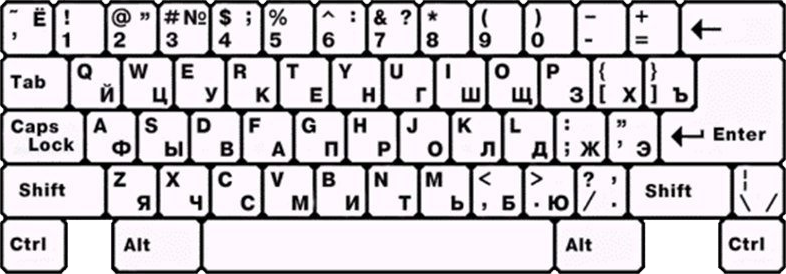 ~ Ё , ! 1 @ " 2 # № 3 $ ; 4 % 5 ^ : 6 & ? 7 * 8 ( 9 ) 0 – - + = ←
Tab Q Й W Ц E У R К T Е Y Н U Г I Ш O Щ P З { [ Х } ] Ъ
Caps Lock A Ф S Ы D В F А G П H Р J О K Л L Д : ; Ж " ' Э ↵ Enter
Shift Z Я X Ч C С V М B И N Т M Ь < , Б > . Ю ? , / . Shift ¦ \ /
Ctrl Alt Alt Ctrl